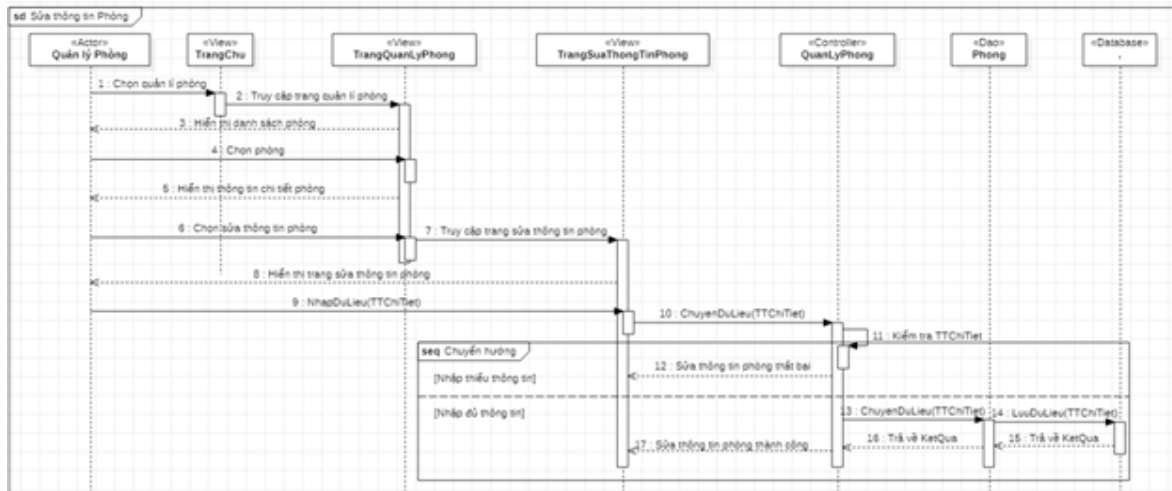 sd Sửa thông tin Phòng
«Actor»
Quản lý Phòng
«View»
TrangChu
«View»
TrangQuanLyPhong
«View»
TrangSuaThongTinPhong
«Controller»
QuanLyPhong
«Dao»
Phong
«Database»
.
1 : Chọn quản lí phòng
2 : Truy cập trang quản lí phòng
3 : Hiển thị danh sách phòng
4 : Chọn phòng
5 : Hiển thị thông tin chi tiết phòng
6 : Chọn sửa thông tin phòng
7 : Truy cập trang sửa thông tin phòng
8 : Hiển thị trang sửa thông tin phòng
9 : NhapDuLieu(TTChiTiet)
10 : ChuyenDuLieu(TTChiTiet)
11 : Kiểm tra TTChiTiet
seq Chuyển hướng
12 : Sửa thông tin phòng thất bại
[Nhập thiếu thông tin]
[Nhập đủ thông tin]
13 : ChuyenDuLieu(TTChiTiet)
14 : LuuDuLieu(TTChiTiet)
15 : Trả về KetQua
16 : Trả về KetQua
17 : Sửa thông tin phòng thành công